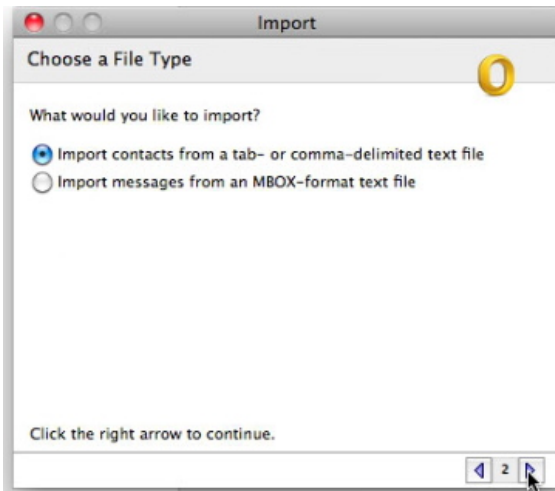 Import
Choose a File Type
What would you like to import?
Import contacts from a tab- or comma-delimited text file
Import messages from an MBOX-format text file
Click the right arrow to continue.
2